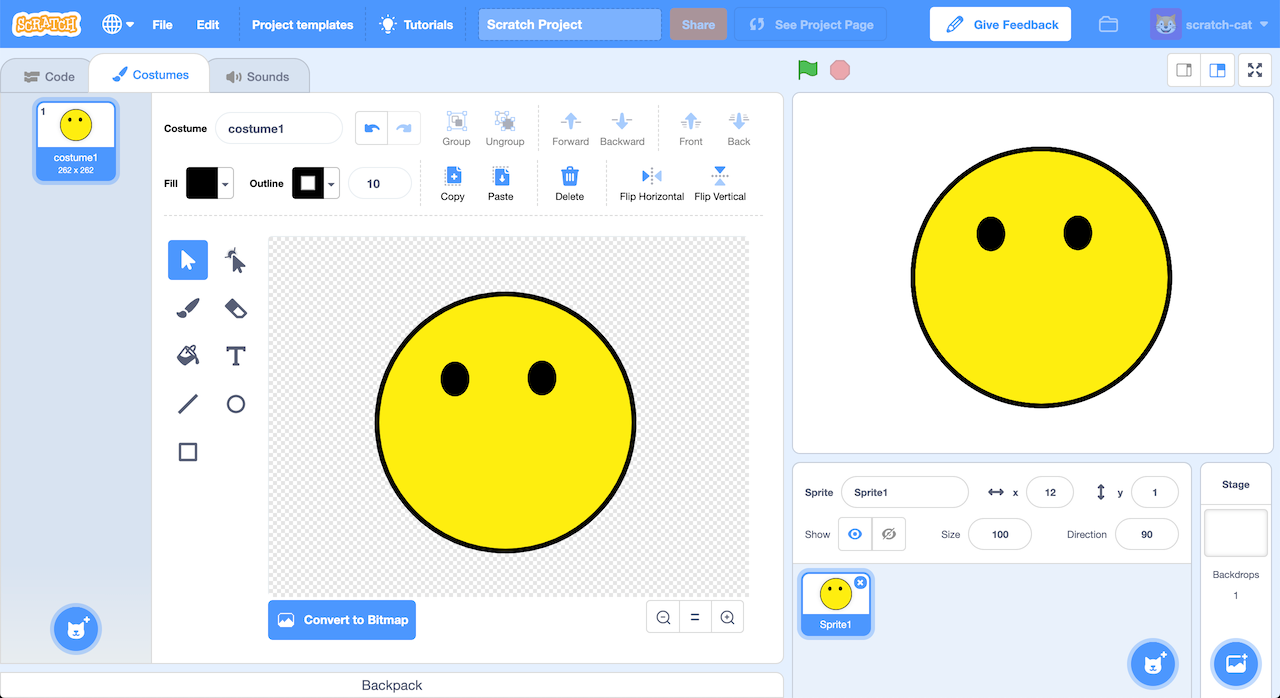 SCRATCH File Edit Project templates Tutorials Scratch Project Share See Project Page Give Feedback scratch-cat
Code Costumes Sounds
1
costume1
262 x 262
Costume costume1 Group Ungroup Forward Backward Front Back
Fill Outline 10 Copy Paste Delete Flip Horizontal Flip Vertical
T
Convert to Bitmap
=
Backpack
Sprite Sprite1 x 12 y 1
Show Size 100 Direction 90
Sprite1
Stage
Backdrops
1